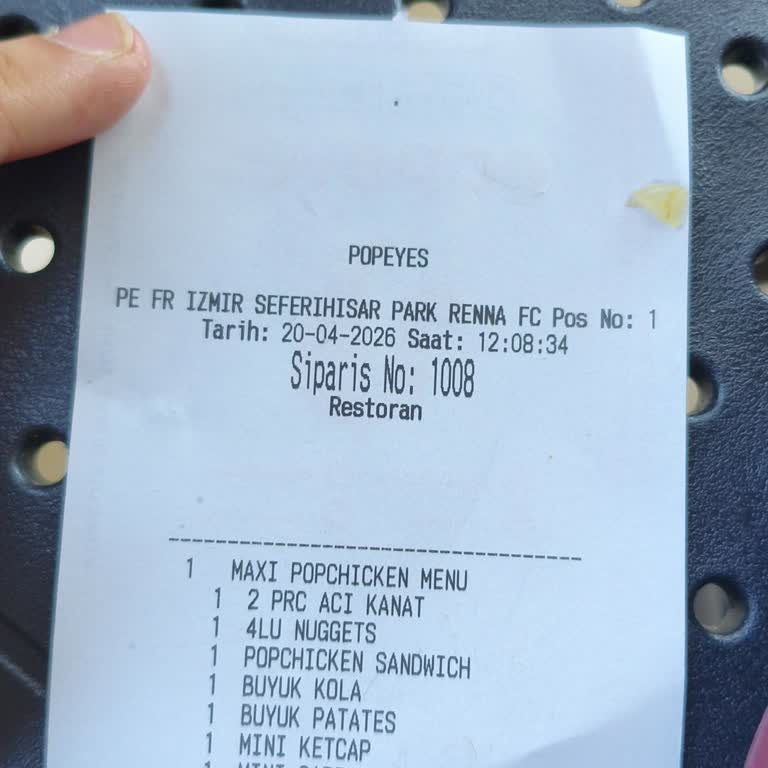 POPEYES
PE FR IZMIR SEFERIHISAR PARK RENNA FC Pos No: 1
Tarih: 20-04-2026 Saat: 12:08:34
Siparis No: 1008
Restoran
1 MAXI POPCHICKEN MENU
1 2 PRC ACI KANAT
1 4LU NUGGETS
1 POPCHICKEN SANDWICH
1 BUYUK KOLA
1 BUYUK PATATES
1 MINI KETCAP
1 MINI